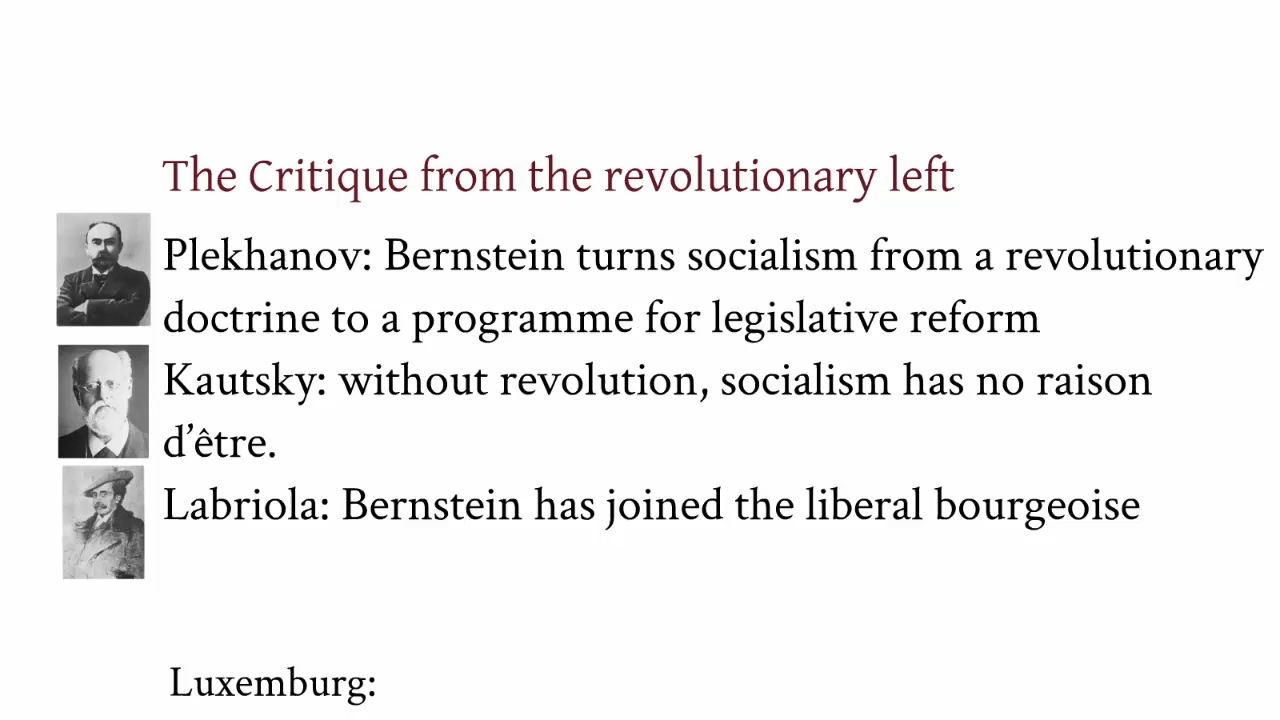 The Critique from the revolutionary left
Plekhanov: Bernstein turns socialism from a revolutionary
doctrine to a programme for legislative reform
Kautsky: without revolution, socialism has no raison
d’être.
Labriola: Bernstein has joined the liberal bourgeoise
Luxemburg: